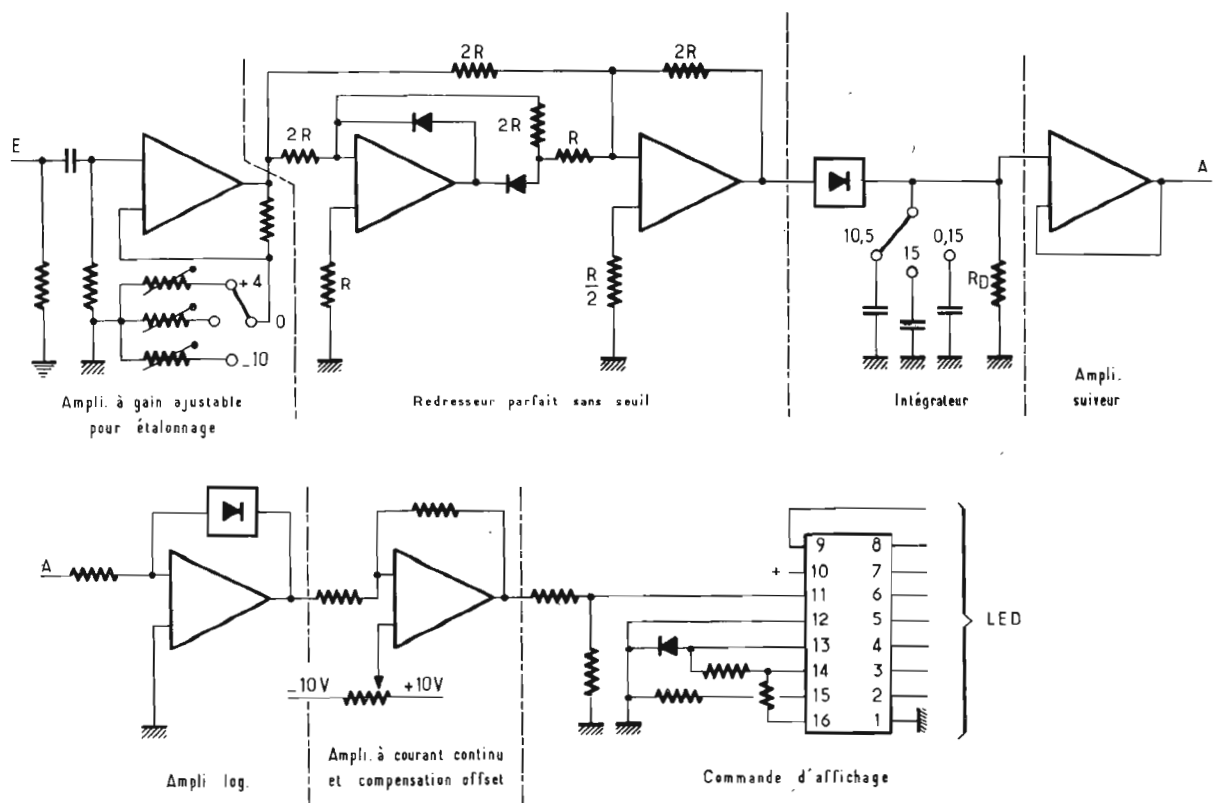 2R
2R
E
2R
2R
R
A
10,5
0,15
15
R
R
2
RD
+4
0
_10
Ampli. à gain ajustable
pour étalonnage
Redresseur parfait sans seuil
Intégrateur
Ampli.
suiveur
A
9 8
+ 10 7
11 6
12 5
13 4
14 3
15 2
16 1
LED
_10V
+10V
Ampli log.
Ampli. à courant continu
et compensation offset
Commande d'affichage